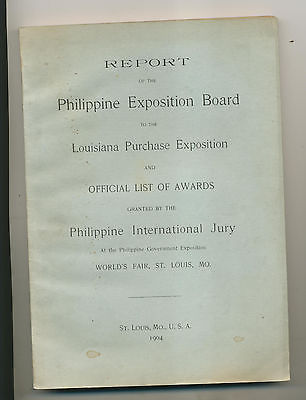 REPORT
OF THE
Philippine Exposition Board
TO THE
Louisiana Purchase Exposition
AND
OFFICIAL LIST OF AWARDS
GRANTED BY THE
Philippine International Jury
At the Philippine Government Exposition
WORLD'S FAIR, ST. LOUIS, MO.
ST. LOUIS, MO., U. S. A.
1904